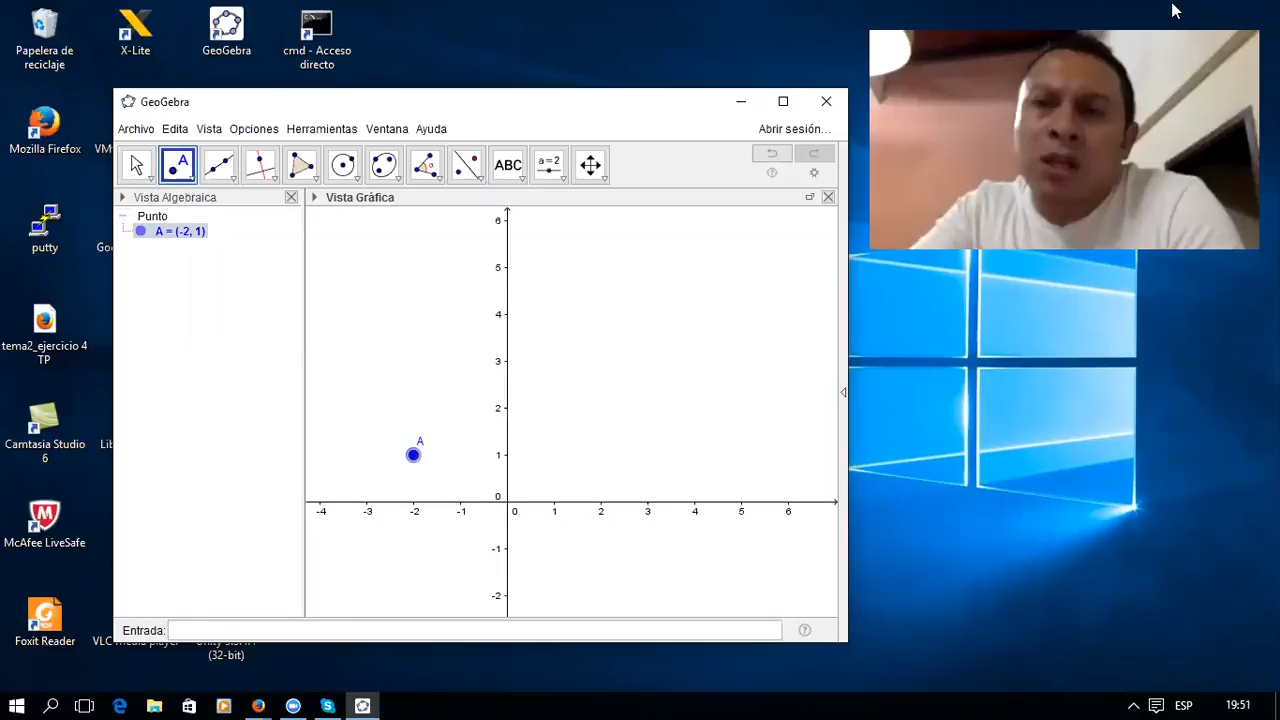 Papelera de
reciclaje
X-Lite
GeoGebra
cmd - Acceso
directo
Mozilla Firefox
VM
putty
Go
tema2_ejercicio 4
TP
Camtasia Studio
6
Lib
McAfee LiveSafe
Foxit Reader
VLC media player
(32-bit)
GeoGebra
Archivo Edita Vista Opciones Herramientas Ventana Ayuda
Abrir sesión...
A
ABC
a = 2
Vista Algebraica
Vista Gráfica
Punto
A = (-2, 1)
6
5
4
3
2
A
1
0
-4 -3 -2 -1 0 1 2 3 4 5 6
-1
-2
Entrada:
ESP
19:51